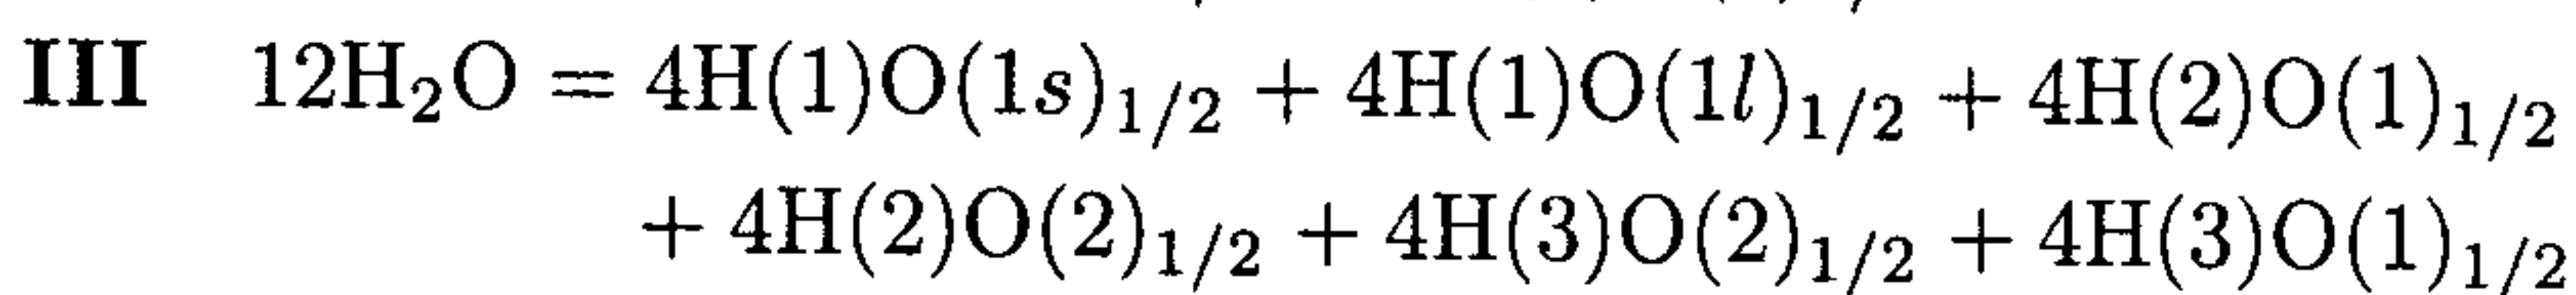 III 12H₂O = 4H(1)O(1s)₁/₂ + 4H(1)O(1l)₁/₂ + 4H(2)O(1)₁/₂
+ 4H(2)O(2)₁/₂ + 4H(3)O(2)₁/₂ + 4H(3)O(1)₁/₂